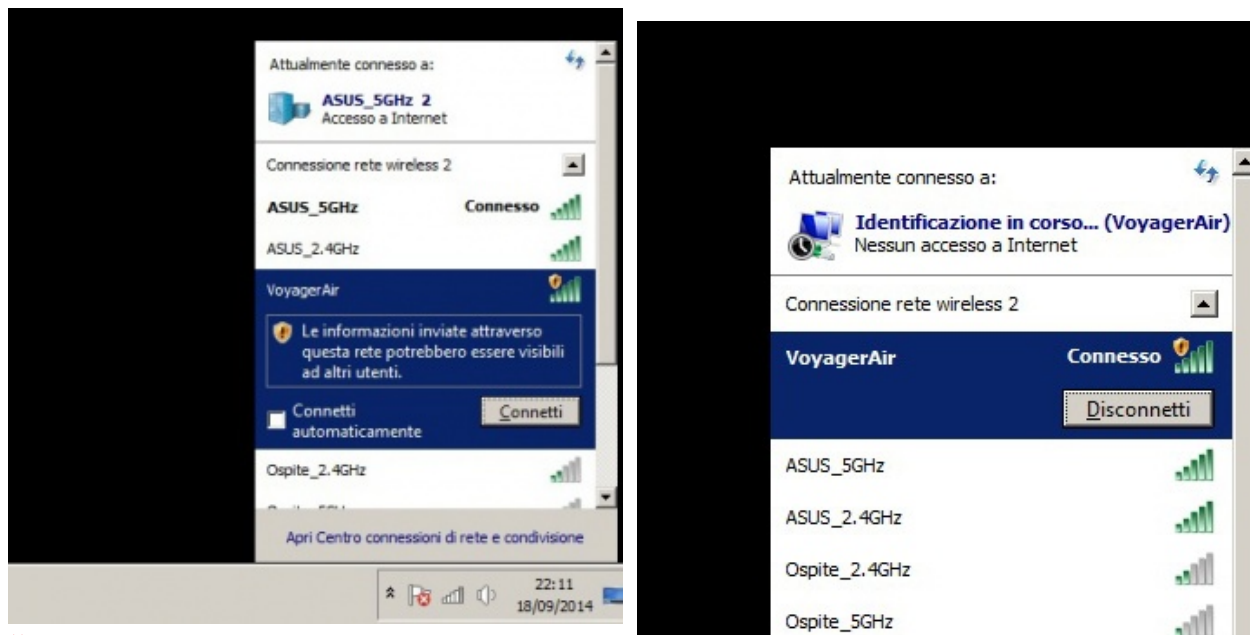 Attualmente connesso a:
ASUS_5GHz 2
Accesso a Internet
Connessione rete wireless 2
ASUS_5GHz Connesso
ASUS_2.4GHz
VoyagerAir
Le informazioni inviate attraverso
questa rete potrebbero essere visibili
ad altri utenti.
Connetti
automaticamente
Connetti
Ospite_2.4GHz
Apri Centro connessioni di rete e condivisione
22:11
18/09/2014
Attualmente connesso a:
Identificazione in corso... (VoyagerAir)
Nessun accesso a Internet
Connessione rete wireless 2
VoyagerAir Connesso
Disconnetti
ASUS_5GHz
ASUS_2.4GHz
Ospite_2.4GHz
Ospite_5GHz